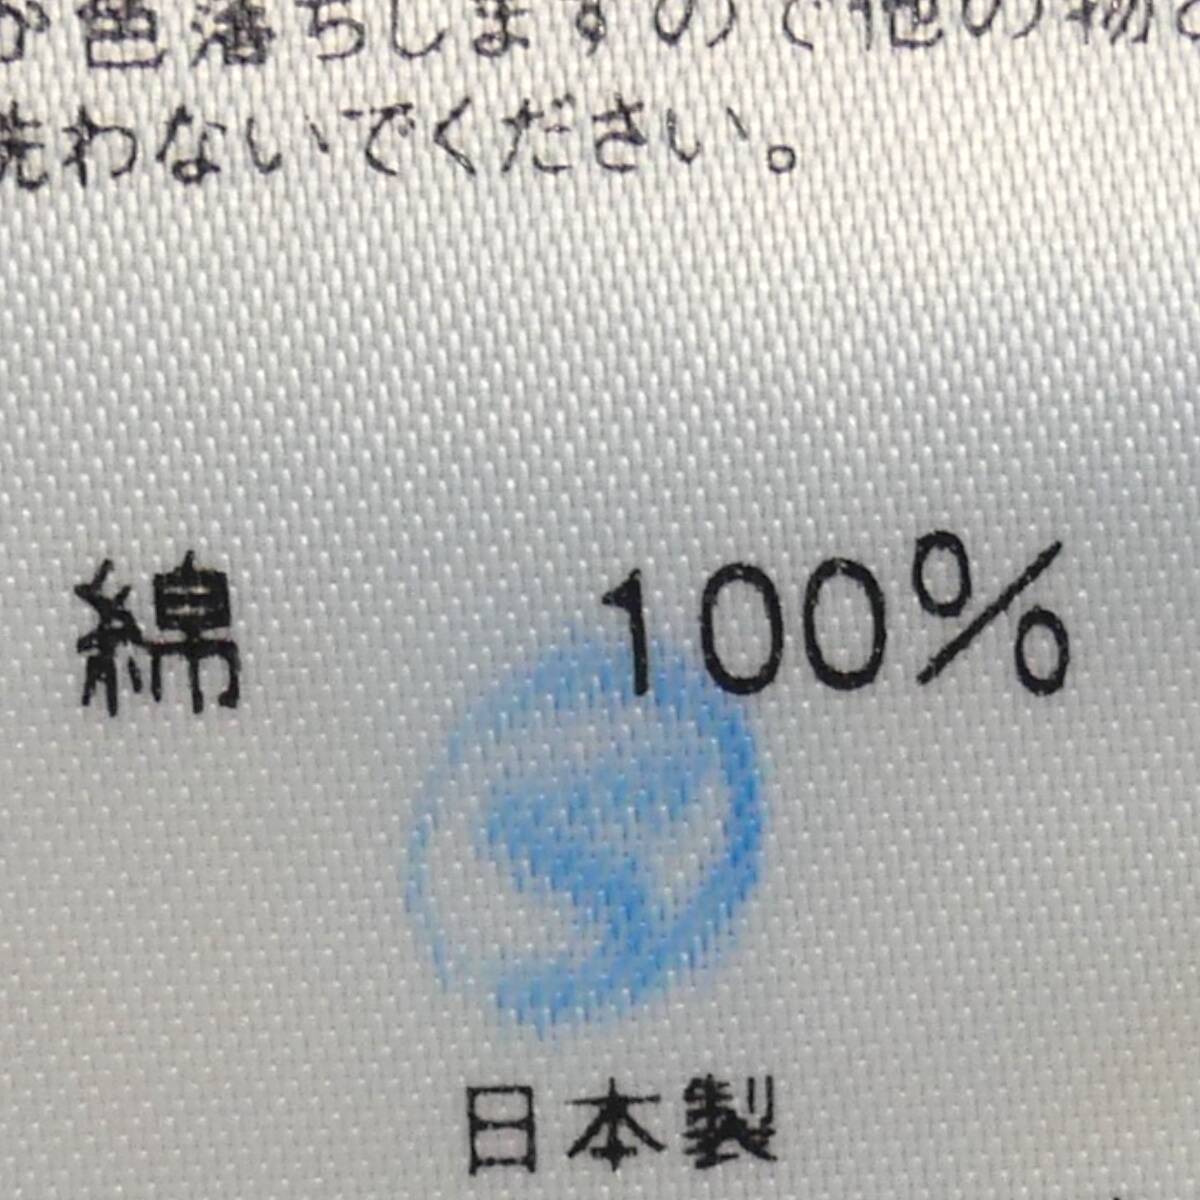 色落ちしますので他の物と
洗わないでください。
綿 100%
日本製